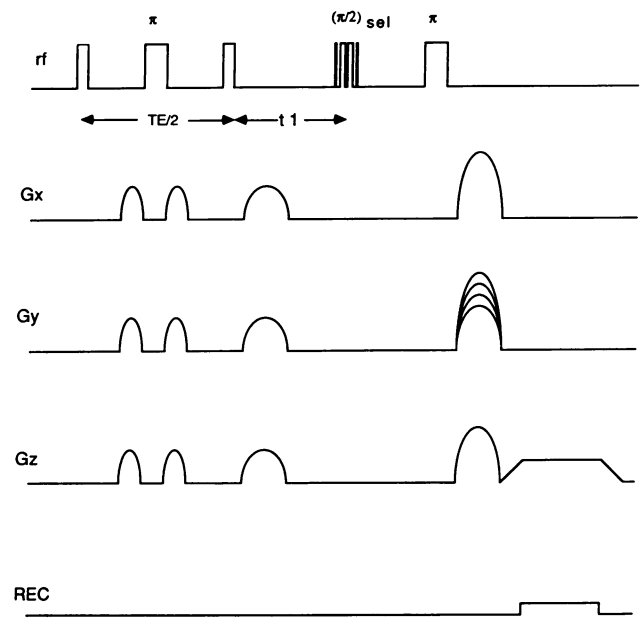 π
(π/2) sel
π
rf
TE/2
t 1
Gx
Gy
Gz
REC